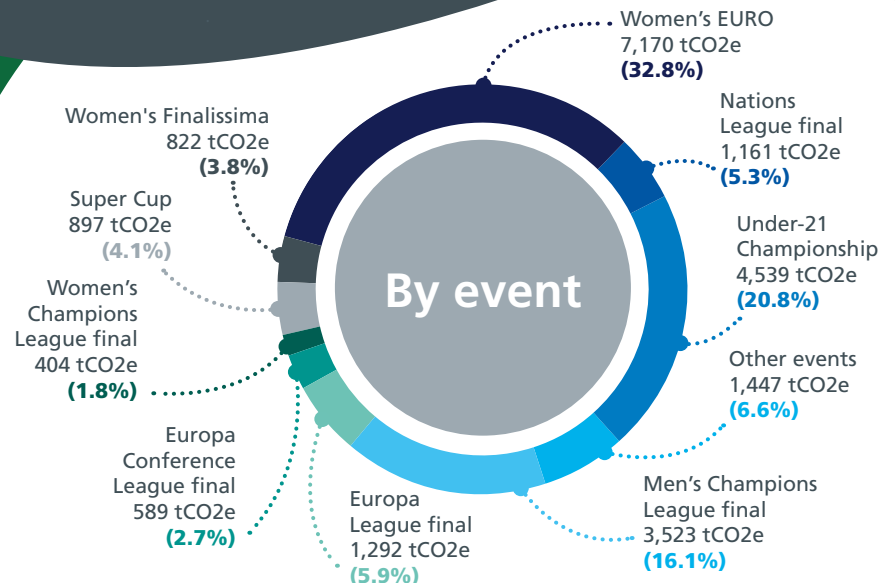 Women’s EURO
7,170 tCO2e
(32.8%)
Nations
League final
1,161 tCO2e
(5.3%)
Under-21
Championship
4,539 tCO2e
(20.8%)
Other events
1,447 tCO2e
(6.6%)
Men’s Champions
League final
3,523 tCO2e
(16.1%)
Europa
League final
1,292 tCO2e
(5.9%)
Europa
Conference
League final
589 tCO2e
(2.7%)
Women’s
Champions
League final
404 tCO2e
(1.8%)
Super Cup
897 tCO2e
(4.1%)
Women's Finalissima
822 tCO2e
(3.8%)
By event